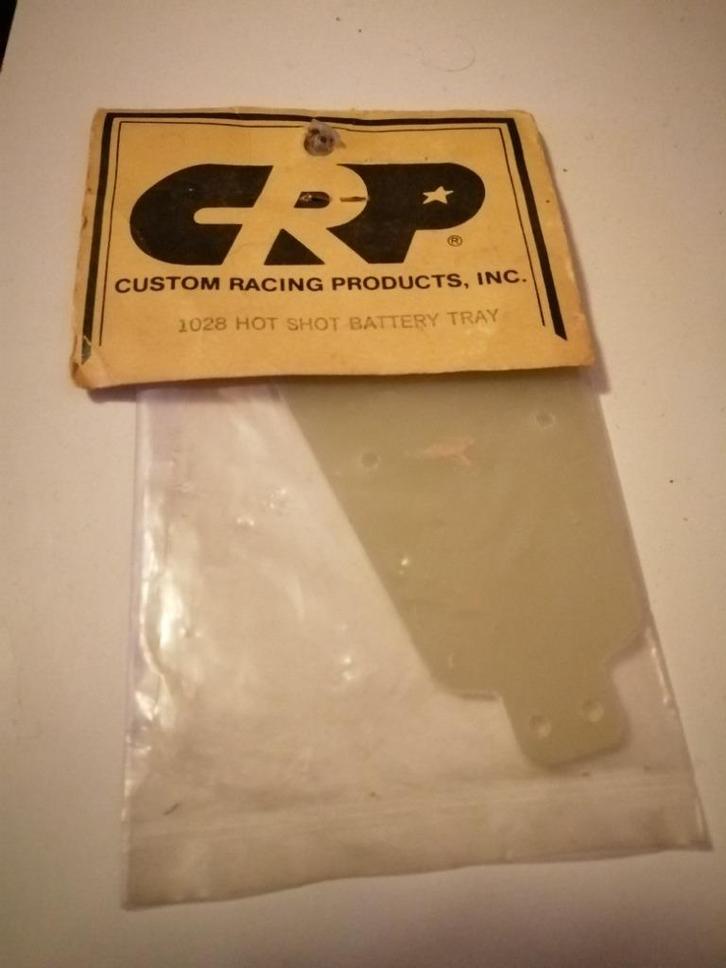 CRP®
CUSTOM RACING PRODUCTS, INC.
1028 HOT SHOT BATTERY TRAY